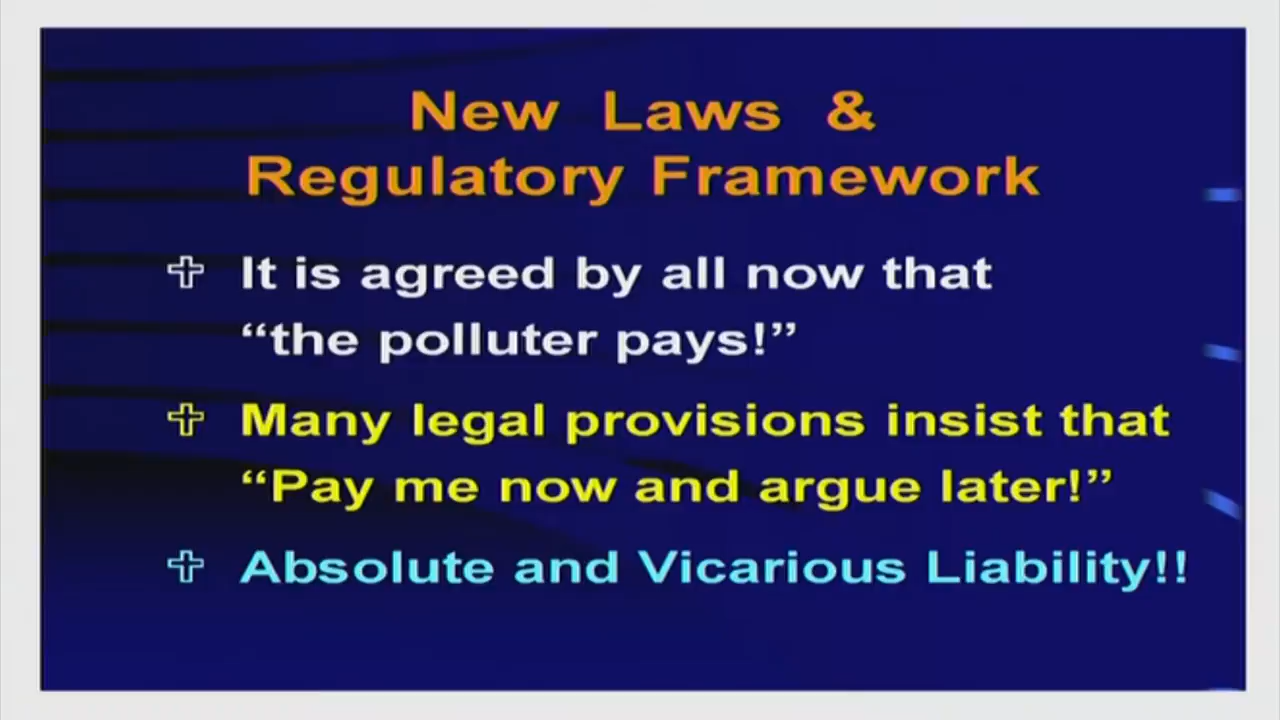 New Laws &
Regulatory Framework
✞ It is agreed by all now that
“the polluter pays!”
✞ Many legal provisions insist that
“Pay me now and argue later!”
✞ Absolute and Vicarious Liability!!